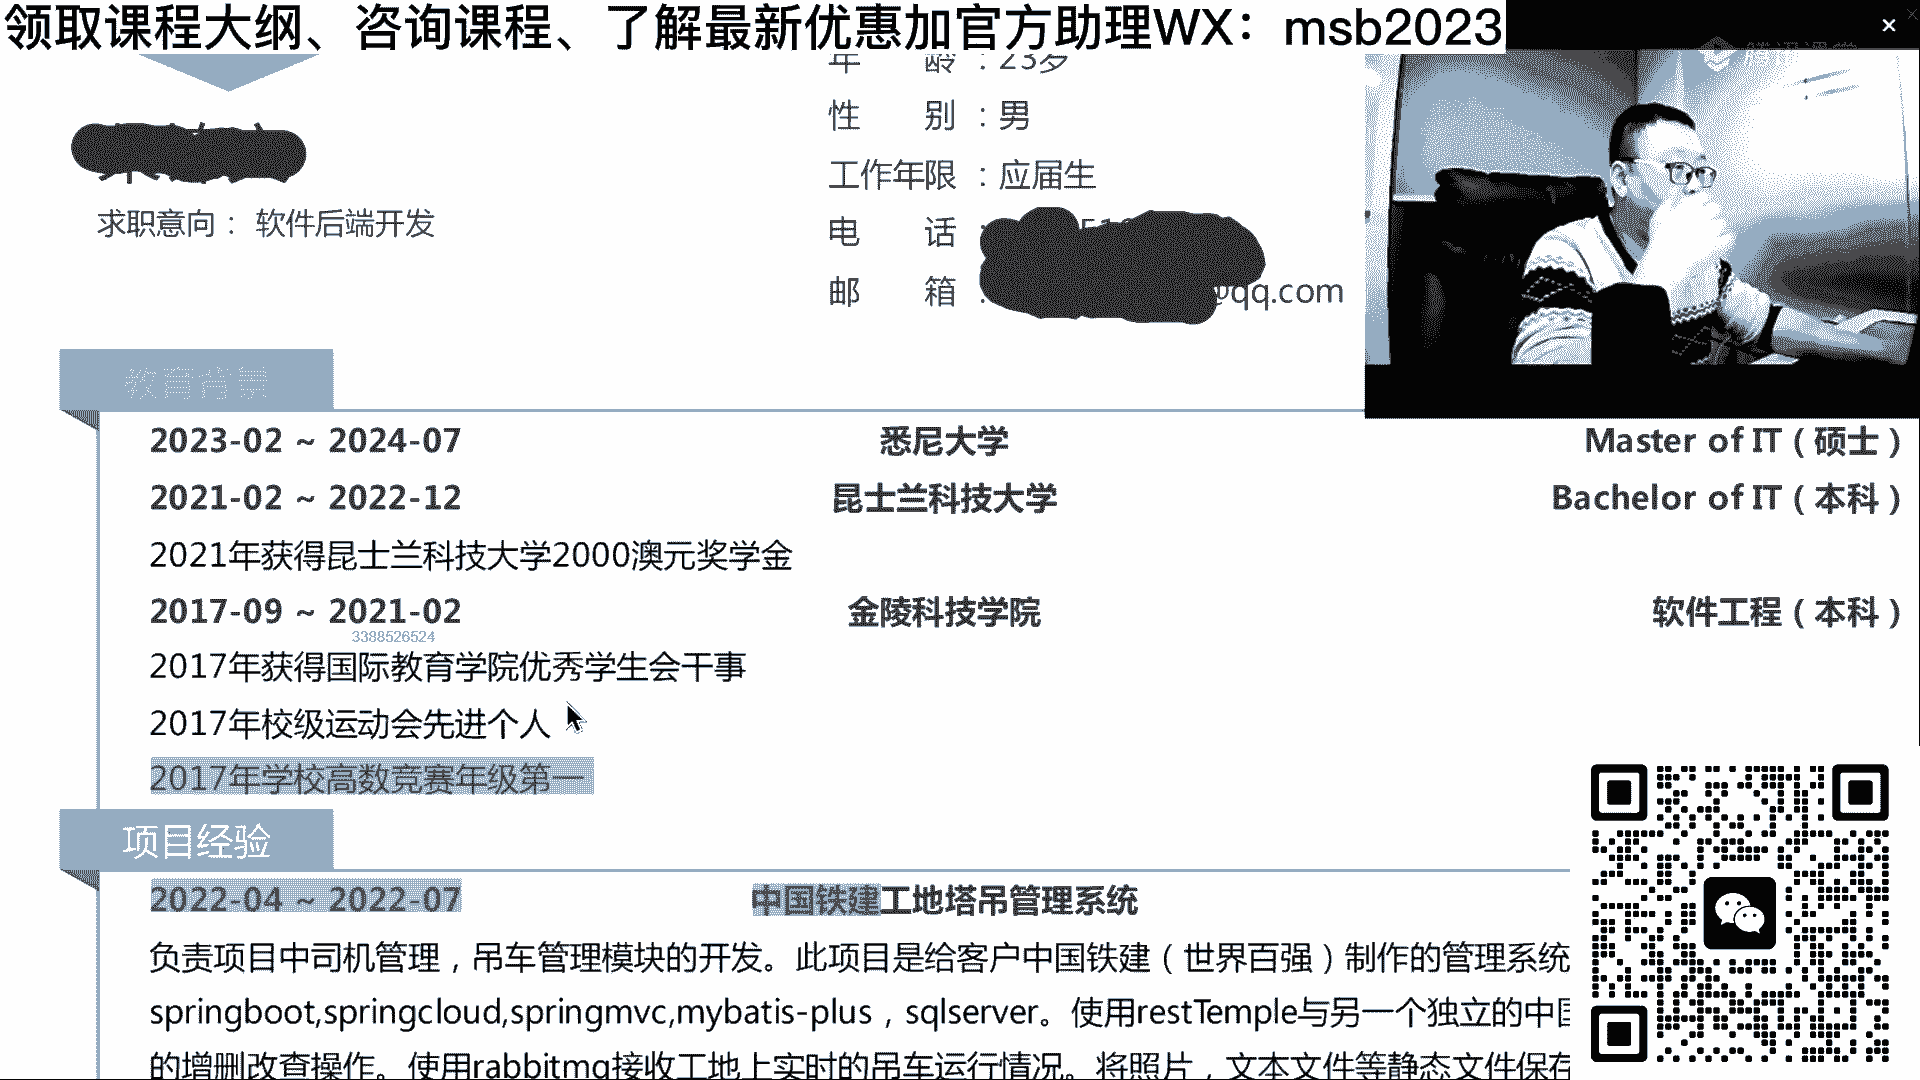 领取课程大纲、咨询课程、了解最新优惠加官方助理WX：msb2023
腾讯课堂
年 龄：23岁
性 别：男
工作年限：应届生
电 话：
邮 箱：@qq.com
求职意向： 软件后端开发
教育背景
2023-02 ~ 2024-07 悉尼大学 Master of IT（硕士）
2021-02 ~ 2022-12 昆士兰科技大学 Bachelor of IT（本科）
2021年获得昆士兰科技大学2000澳元奖学金
2017-09 ~ 2021-02 金陵科技学院 软件工程（本科）
3388526524
2017年获得国际教育学院优秀学生会干事
2017年校级运动会先进个人
2017年学校高数竞赛年级第一
项目经验
2022-04 ~ 2022-07 中国铁建工地塔吊管理系统
负责项目中司机管理，吊车管理模块的开发。此项目是给客户中国铁建（世界百强）制作的管理系统
springboot,springcloud,springmvc,mybatis-plus，sqlserver。使用restTemple与另一个独立的中国
的增删改查操作。使用rabbitmq接收工地上实时的吊车运行情况。将照片，文本文件等静态文件保存